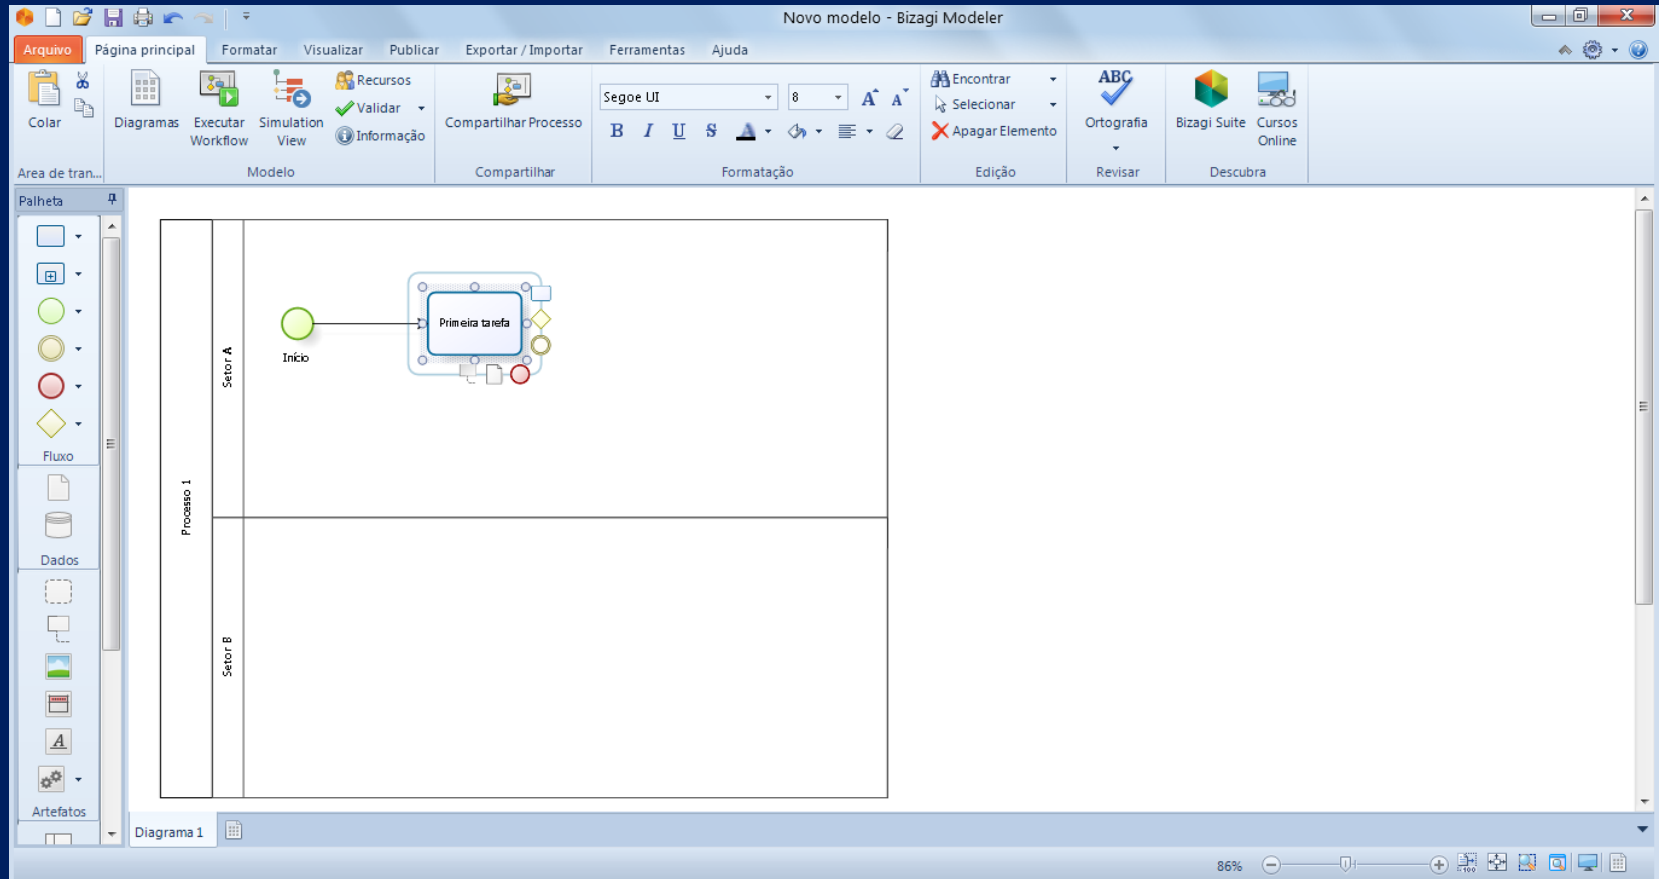 Novo modelo - Bizagi Modeler
Arquivo Página principal Formatar Visualizar Publicar Exportar / Importar Ferramentas Ajuda
Colar
Area de tran...
Diagramas
Executar Workflow
Simulation View
Recursos
Validar
Informação
Modelo
Compartilhar Processo
Compartilhar
Segoe UI 8 A A
B I U S A
Formatação
Encontrar
Selecionar
Apagar Elemento
Edição
ABC
Ortografia
Revisar
Bizagi Suite
Cursos Online
Descubra
Palheta
Fluxo
Dados
A
Artefatos
Processo 1
Setor A
Início
Primeira tarefa
Setor B
Diagrama 1
86%
100